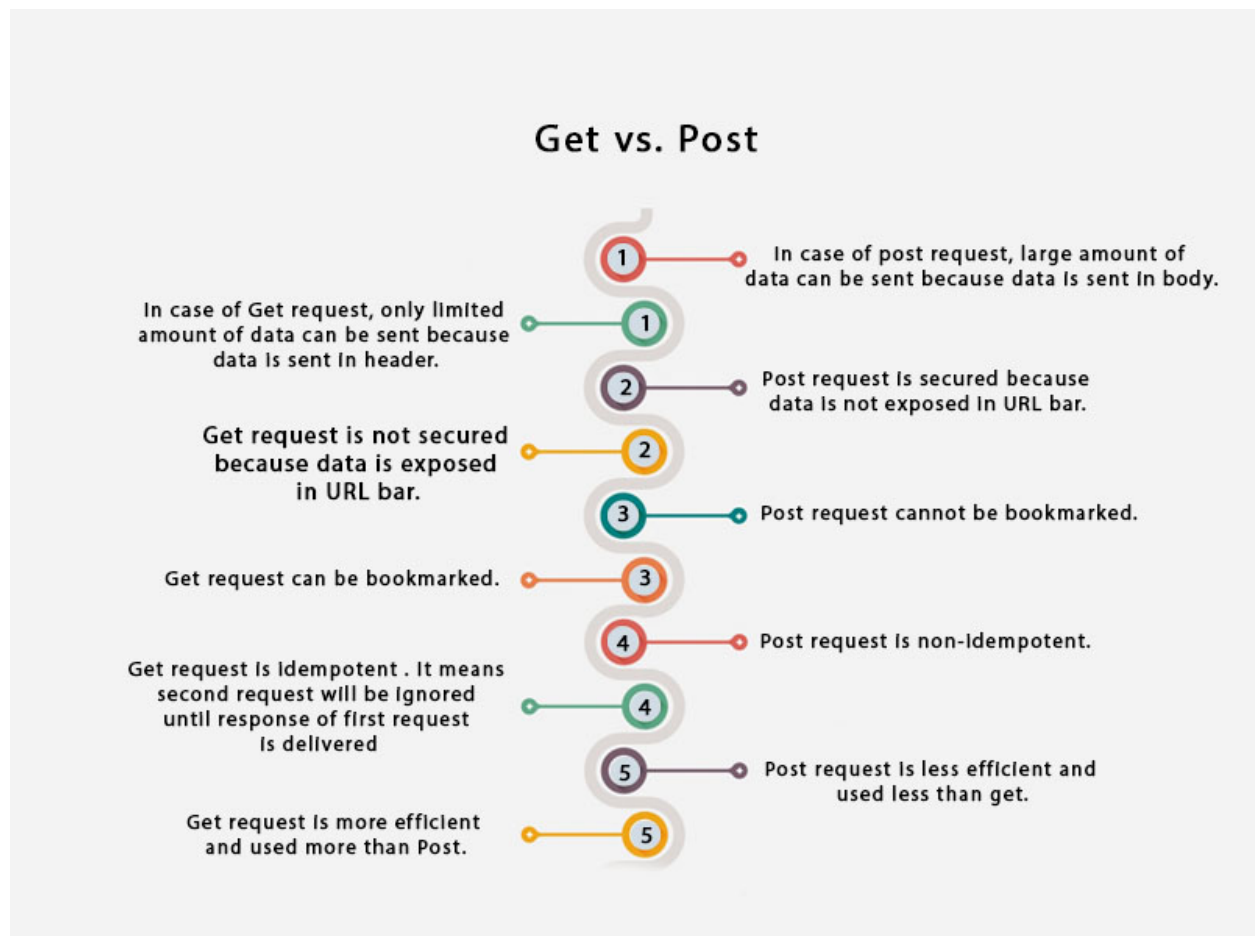 Get vs. Post
1
In case of post request, large amount of
data can be sent because data is sent in body.
In case of Get request, only limited
amount of data can be sent because
data is sent in header.
1
2
Post request is secured because
data is not exposed in URL bar.
Get request is not secured
because data is exposed
in URL bar.
2
3
Post request cannot be bookmarked.
Get request can be bookmarked.
3
4
Post request is non-idempotent.
Get request is idempotent . It means
second request will be ignored
until response of first request
is delivered
4
5
Post request is less efficient and
used less than get.
Get request is more efficient
and used more than Post.
5